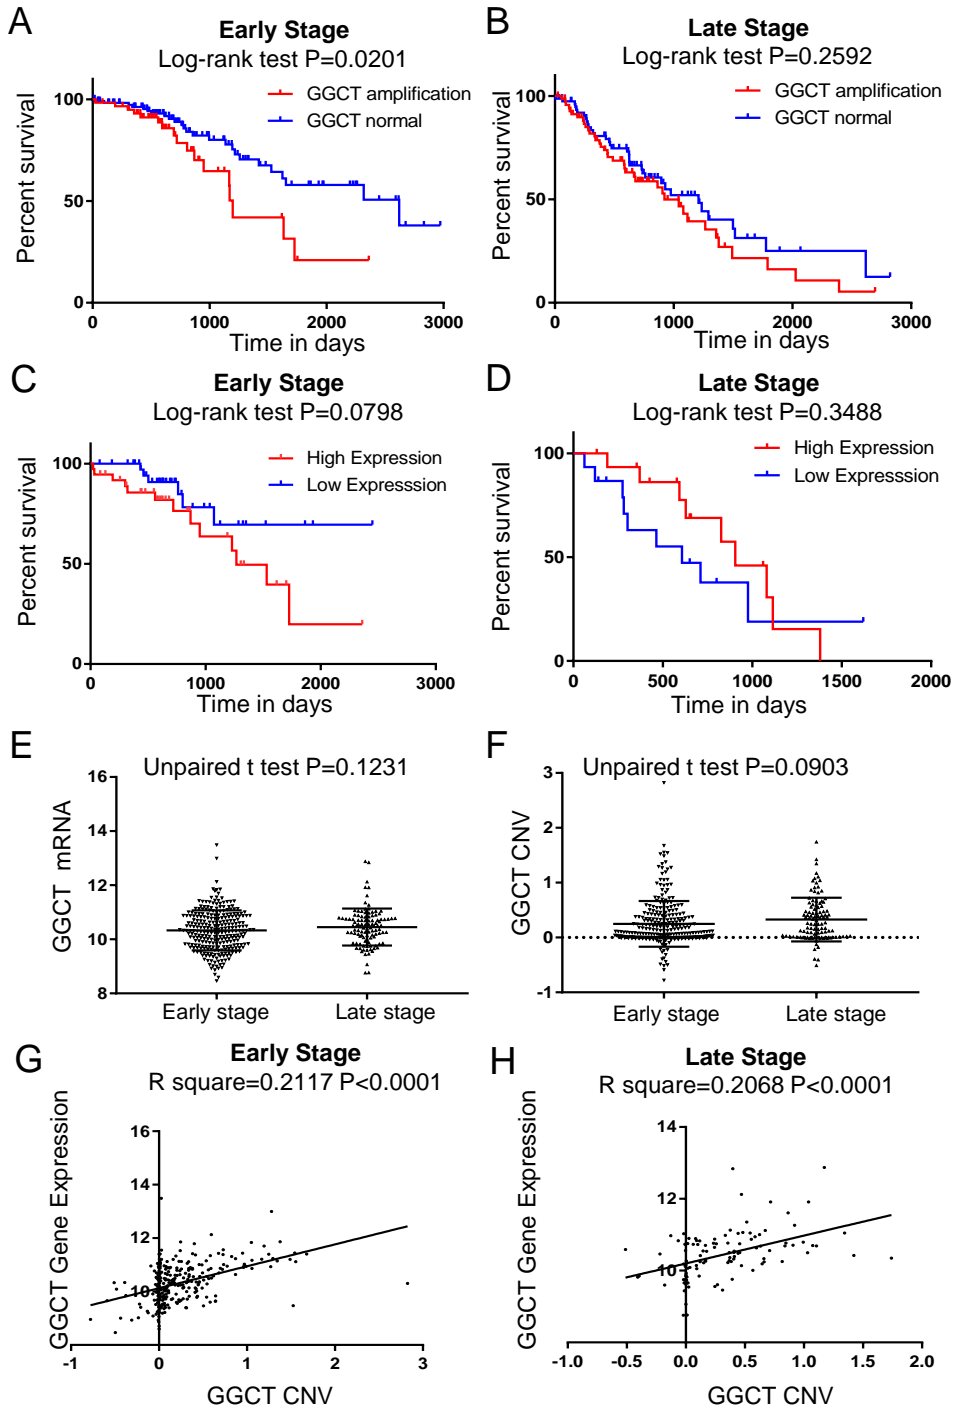 A
Early Stage
Log-rank test P=0.0201
GGCT amplification
GGCT normal
Percent survival
100
50
0
0 1000 2000 3000
Time in days
B
Late Stage
Log-rank test P=0.2592
GGCT amplification
GGCT normal
Percent survival
100
50
0
0 1000 2000 3000
Time in days
C
Early Stage
Log-rank test P=0.0798
High Expression
Low Expresssion
Percent survival
100
50
0
0 1000 2000 3000
Time in days
D
Late Stage
Log-rank test P=0.3488
High Expression
Low Expresssion
Percent survival
100
50
0
0 500 1000 1500 2000
Time in days
E
Unpaired t test P=0.1231
GGCT mRNA
16
14
12
10
8
Early stage Late stage
F
Unpaired t test P=0.0903
GGCT CNV
3
2
1
0
-1
Early stage Late stage
G
Early Stage
R square=0.2117 P<0.0001
GGCT Gene Expression
16
14
12
10
-1 0 1 2 3
GGCT CNV
H
Late Stage
R square=0.2068 P<0.0001
GGCT Gene Expression
14
12
10
-1.0 -0.5 0.0 0.5 1.0 1.5 2.0
GGCT CNV